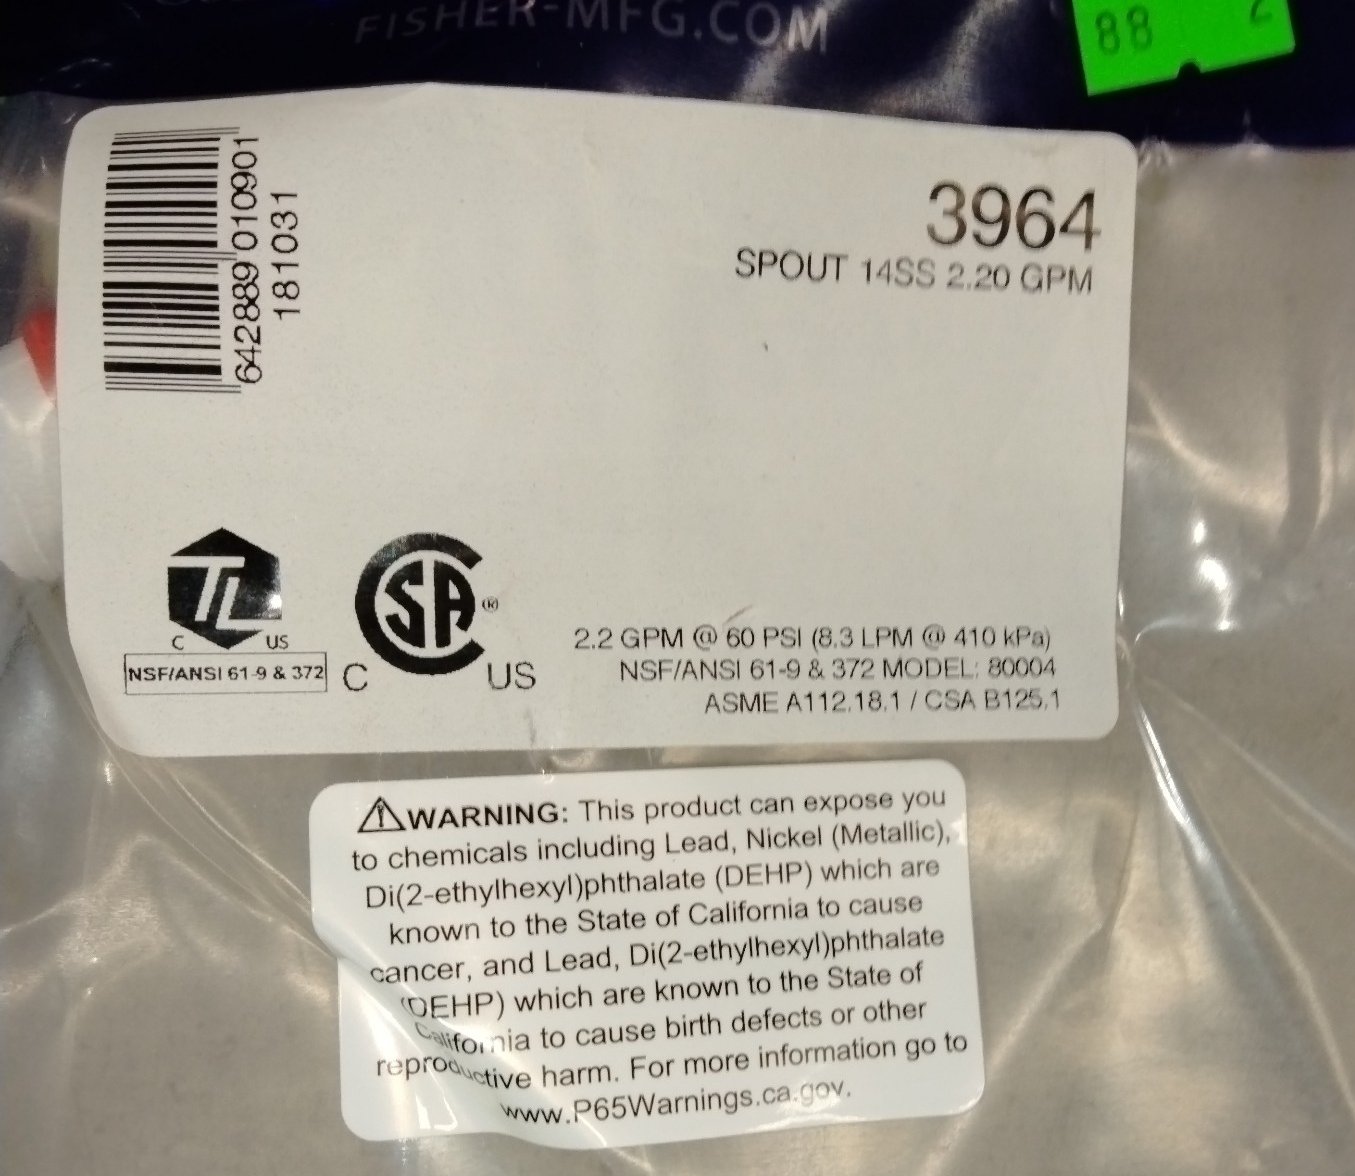 FISHER-MFG.COM
88 2
642889 010901
181031
3964
SPOUT 14SS 2.20 GPM
TL
C US
NSF/ANSI 61-9 & 372
CSA ®
C US
2.2 GPM @ 60 PSI (8.3 LPM @ 410 kPa)
NSF/ANSI 61-9 & 372 MODEL: 80004
ASME A112.18.1 / CSA B125.1
WARNING: This product can expose you
to chemicals including Lead, Nickel (Metallic),
Di(2-ethylhexyl)phthalate (DEHP) which are
known to the State of California to cause
cancer, and Lead, Di(2-ethylhexyl)phthalate
(DEHP) which are known to the State of
California to cause birth defects or other
reproductive harm. For more information go to
www.P65Warnings.ca.gov.